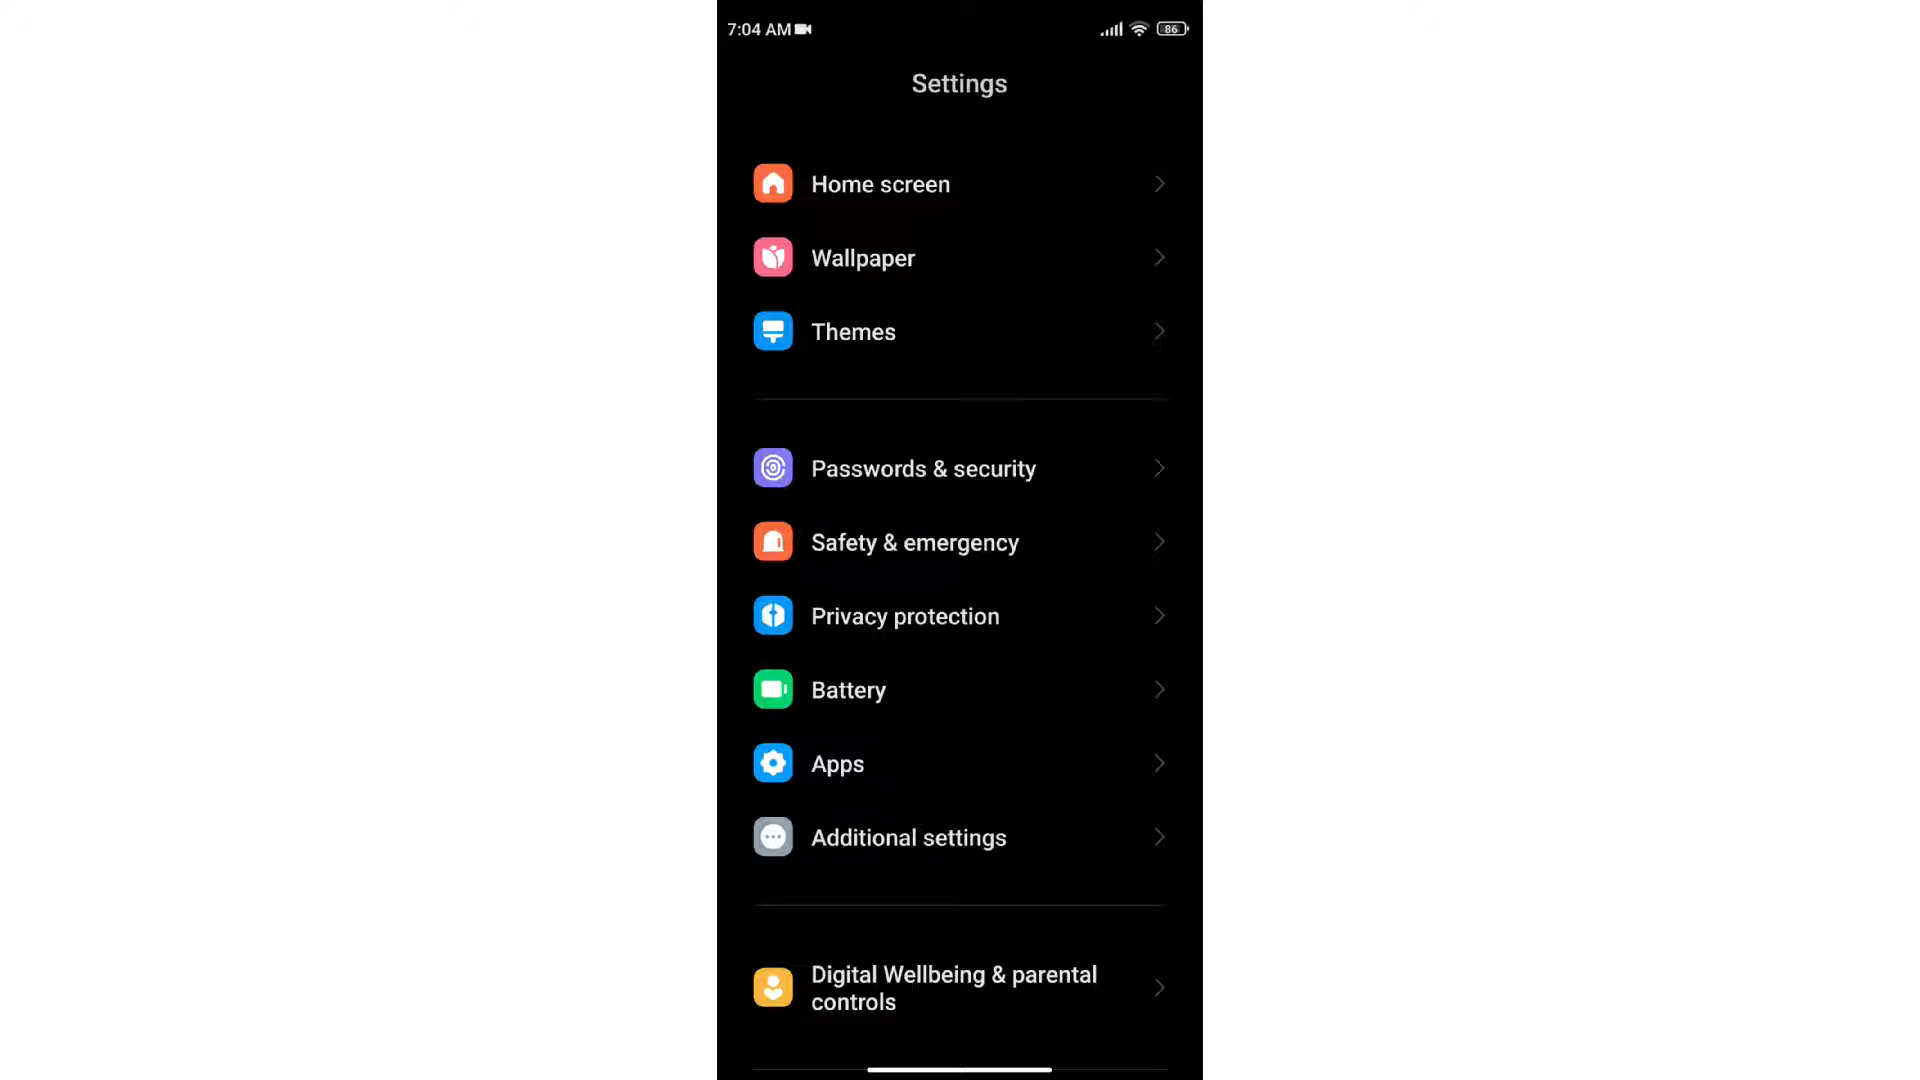 7:04 AM
86
Settings
Home screen
Wallpaper
Themes
Passwords & security
Safety & emergency
Privacy protection
Battery
Apps
Additional settings
Digital Wellbeing & parental
controls